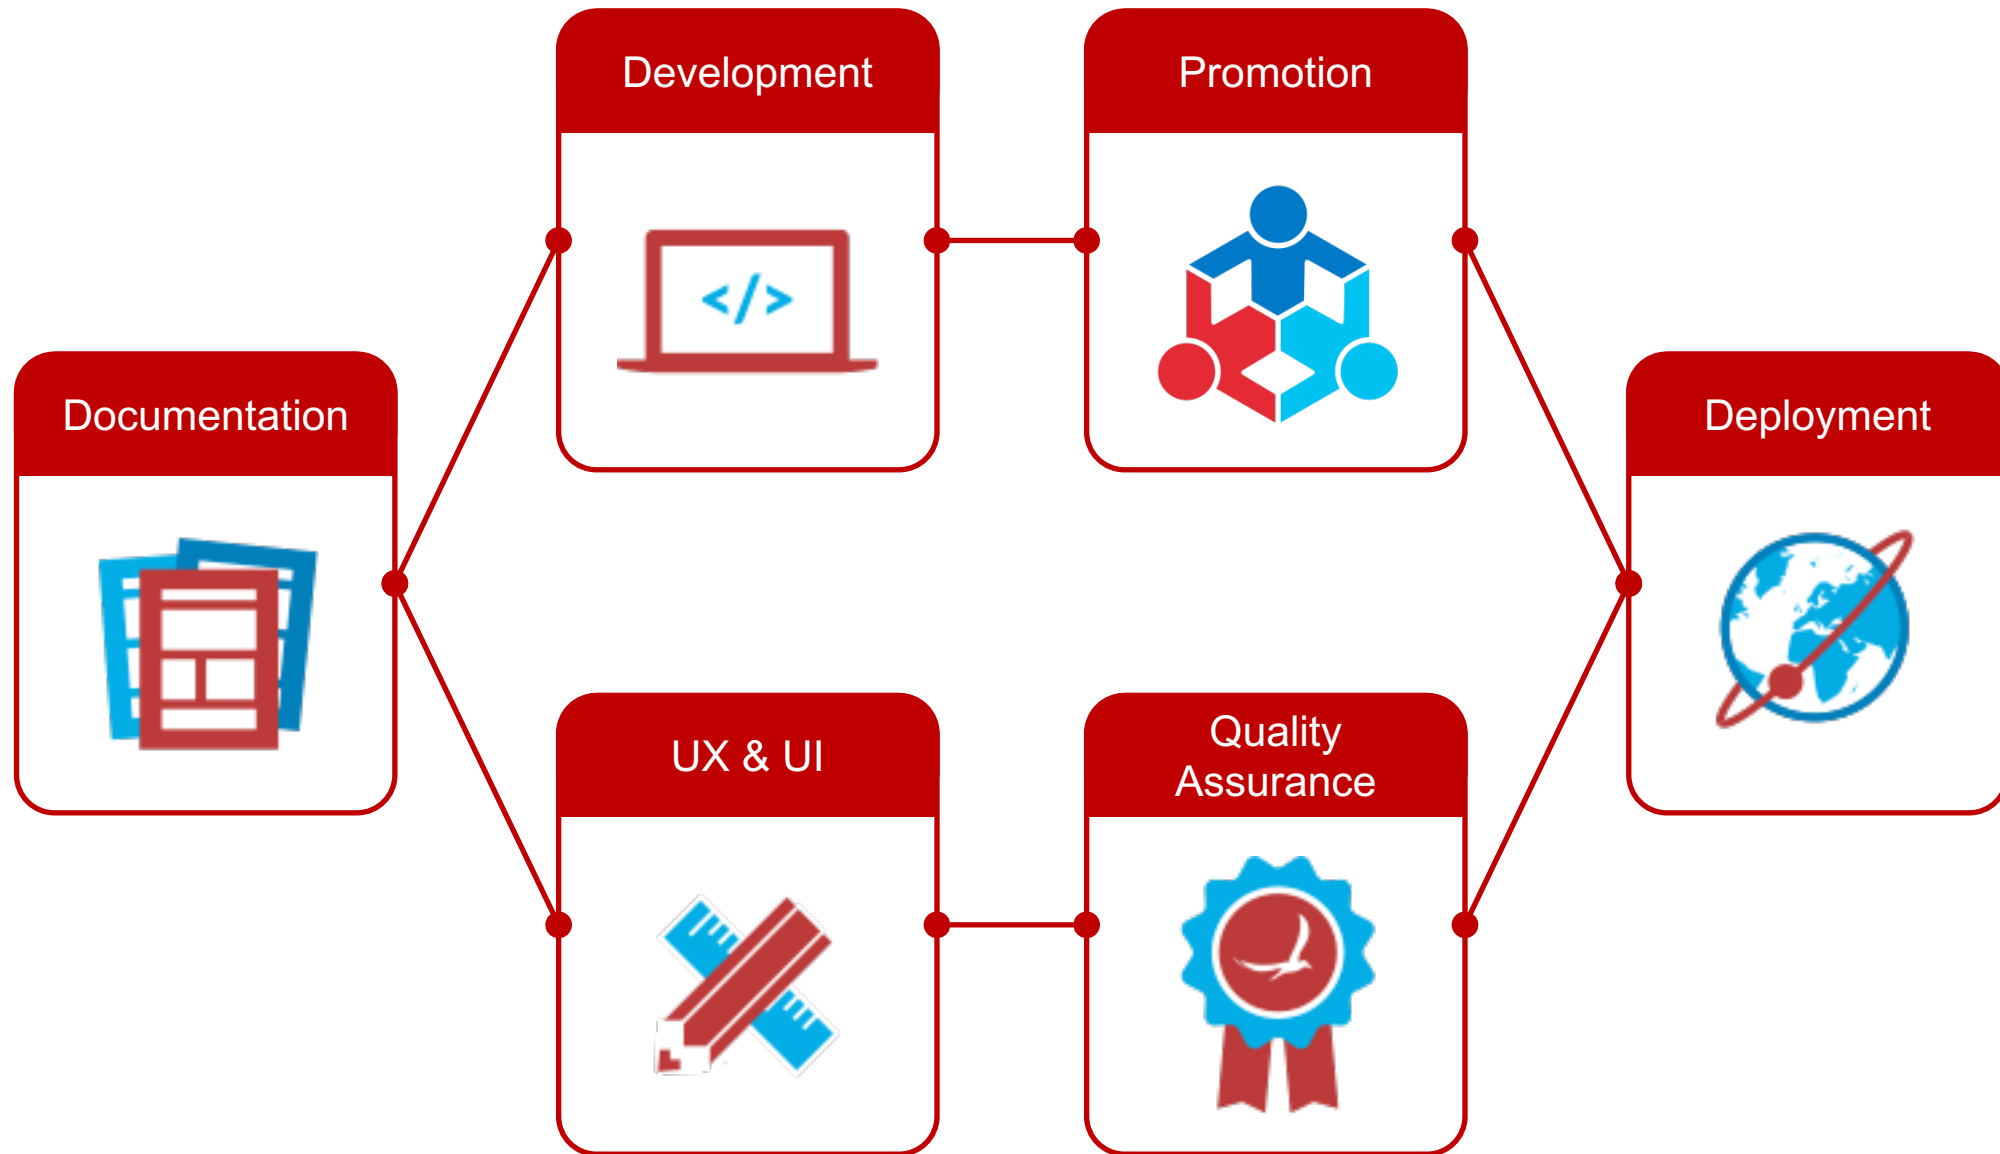 Development
Promotion
Documentation
Deployment
</>
UX & UI
Quality
Assurance